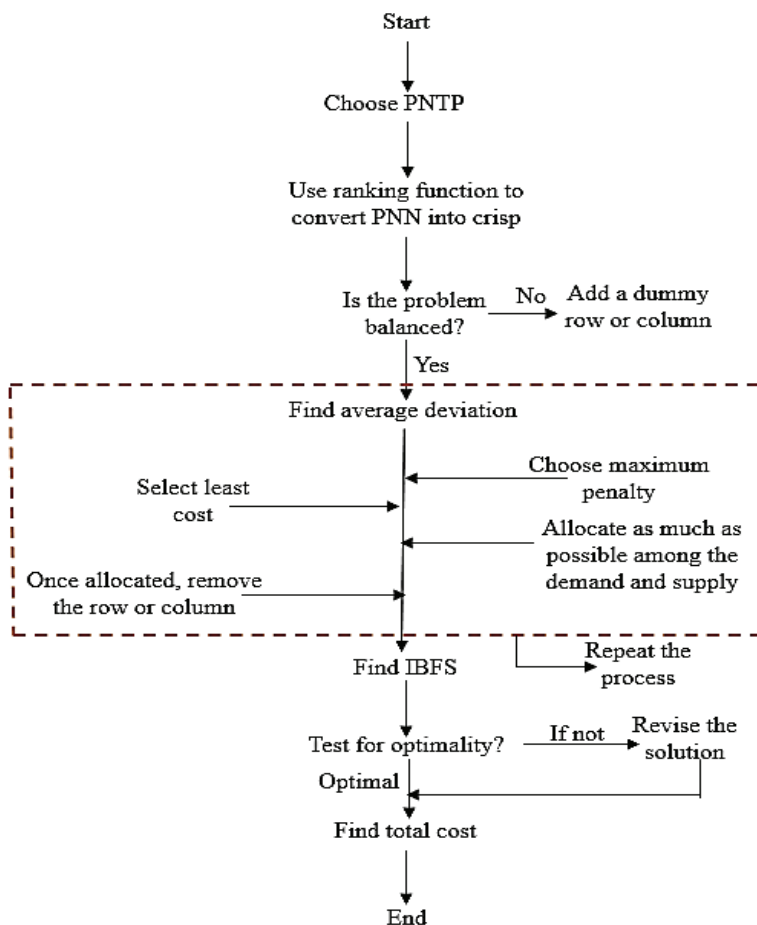 Start
Choose PNTP
Use ranking function to
convert PNN into crisp
Is the problem
balanced?
No
Add a dummy
row or column
Yes
Find average deviation
Choose maximum
penalty
Select least
cost
Allocate as much as
possible among the
demand and supply
Once allocated, remove
the row or column
Repeat the
process
Find IBFS
Test for optimality?
If not
Revise the
solution
Optimal
Find total cost
End